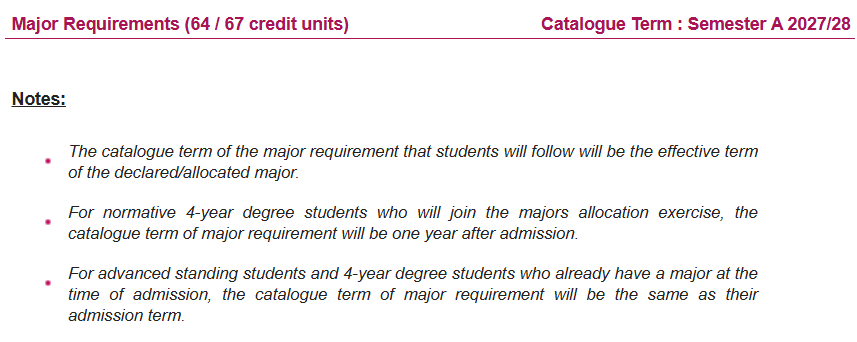 Major Requirements (64 / 67 credit units) Catalogue Term : Semester A 2027/28
Notes:
The catalogue term of the major requirement that students will follow will be the effective term
of the declared/allocated major.
For normative 4-year degree students who will join the majors allocation exercise, the
catalogue term of major requirement will be one year after admission.
For advanced standing students and 4-year degree students who already have a major at the
time of admission, the catalogue term of major requirement will be the same as their
admission term.